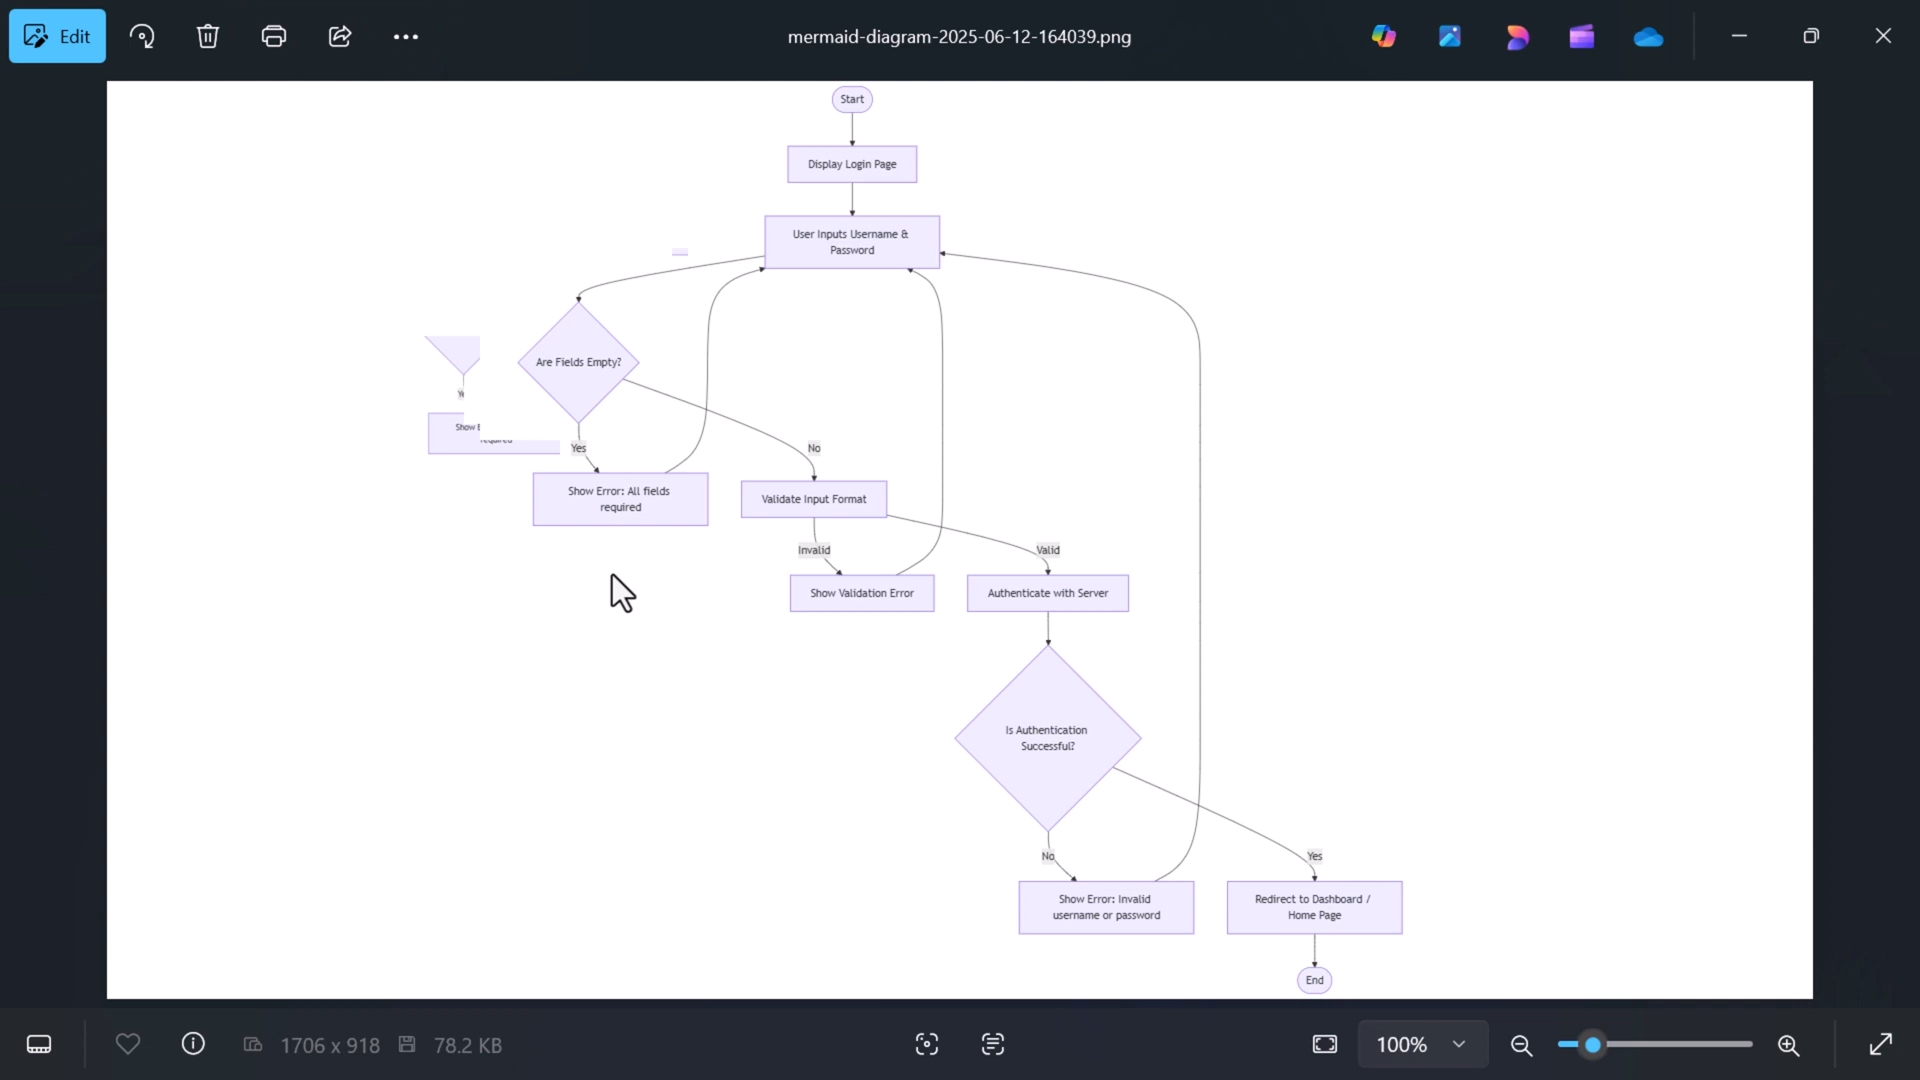 Edit
mermaid-diagram-2025-06-12-164039.png
Start
Display Login Page
User Inputs Username &
Password
Are Fields Empty?
Yes
No
Show
required
Show Error: All fields
required
Validate Input Format
Invalid
Valid
Show Validation Error
Authenticate with Server
Is Authentication
Successful?
No
Yes
Show Error: Invalid
username or password
Redirect to Dashboard /
Home Page
End
1706 x 918
78.2 KB
100%